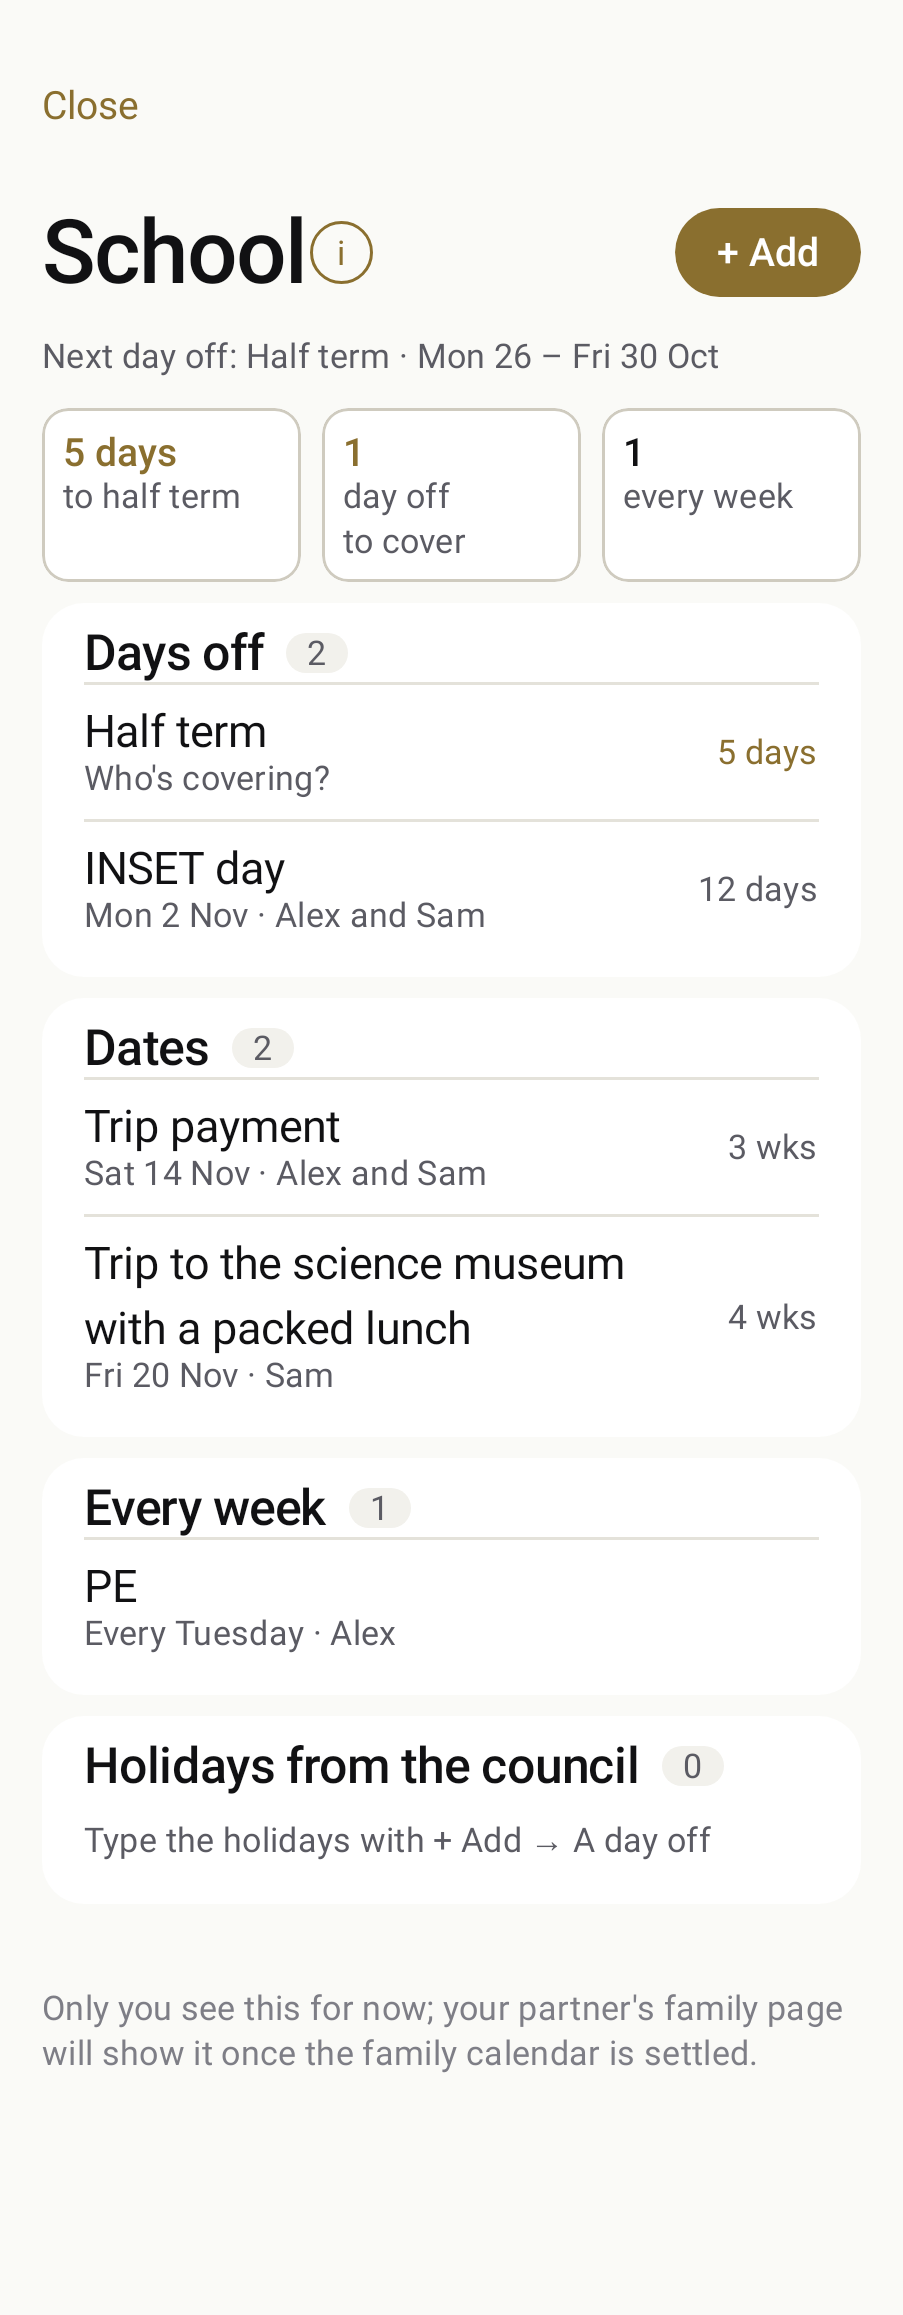 Close
School i
+ Add
Next day off: Half term · Mon 26 – Fri 30 Oct
5 days
to half term
1
day off
to cover
1
every week
Days off 2
Half term
Who's covering?
5 days
INSET day
Mon 2 Nov · Alex and Sam
12 days
Dates 2
Trip payment
Sat 14 Nov · Alex and Sam
3 wks
Trip to the science museum
with a packed lunch
Fri 20 Nov · Sam
4 wks
Every week 1
PE
Every Tuesday · Alex
Holidays from the council 0
Type the holidays with + Add → A day off
Only you see this for now; your partner's family page
will show it once the family calendar is settled.